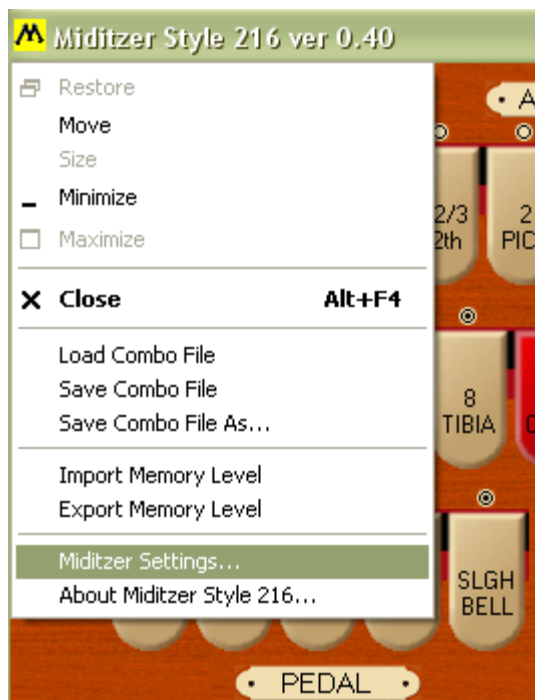 Miditzer Style 216 ver 0.40
Restore
Move
Size
Minimize
Maximize
Close Alt+F4
Load Combo File
Save Combo File
Save Combo File As...
Import Memory Level
Export Memory Level
Miditzer Settings...
About Miditzer Style 216...
A
2/3
2th
2
PIC
8
TIBIA
SLGH
BELL
PEDAL